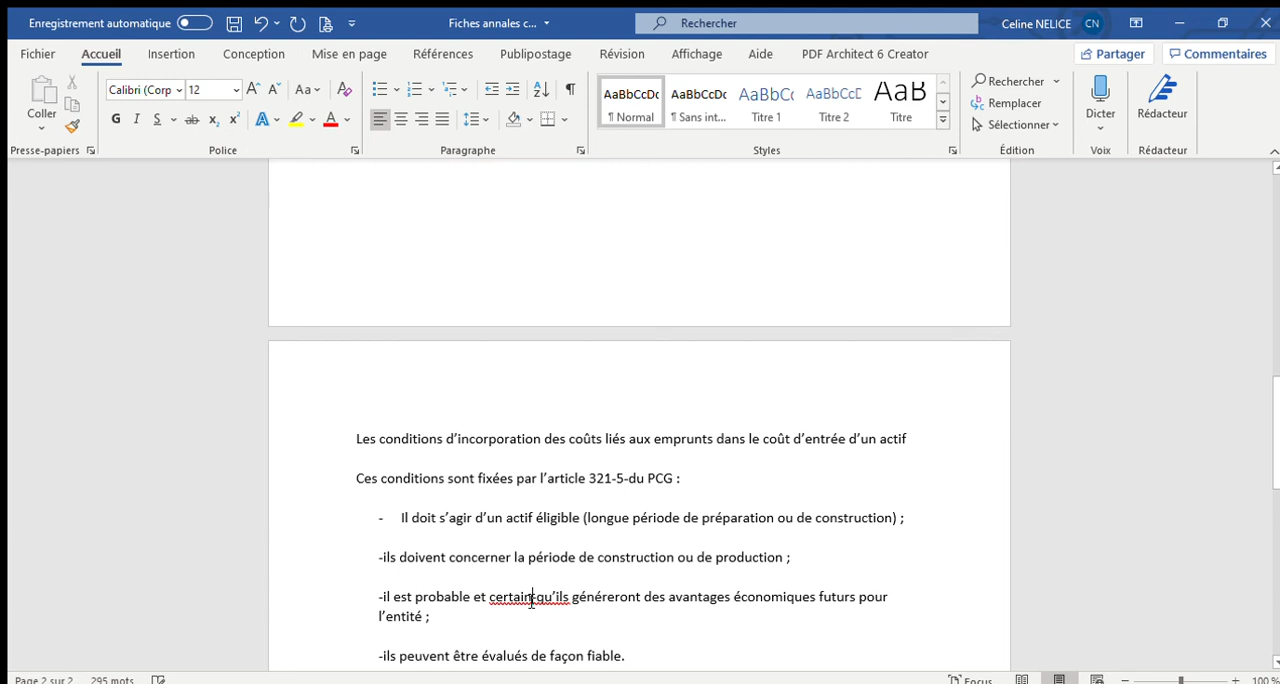 Enregistrement automatique
Fiches annales c...
Rechercher
Celine NELICE CN
Fichier Accueil Insertion Conception Mise en page Références Publipostage Révision Affichage Aide PDF Architect 6 Creator Partager Commentaires
Coller
Presse-papiers
Calibri (Corp 12
Aa
G I S ab x₂ x² A A
Police
Paragraphe
AaBbCcDc AaBbCcDc AaBbCc AaBbCcD AaB
¶ Normal ¶ Sans int... Titre 1 Titre 2 Titre
Styles
Rechercher
Remplacer
Sélectionner
Édition
Dicter
Voix
Rédacteur
Rédacteur
Les conditions d’incorporation des coûts liés aux emprunts dans le coût d’entrée d’un actif
Ces conditions sont fixées par l’article 321-5-du PCG :
- Il doit s’agir d’un actif éligible (longue période de préparation ou de construction) ;
-ils doivent concerner la période de construction ou de production ;
-il est probable et certain qu’ils généreront des avantages économiques futurs pour
l’entité ;
-ils peuvent être évalués de façon fiable.
Page 2 sur 2 295 mots Focus 100 %